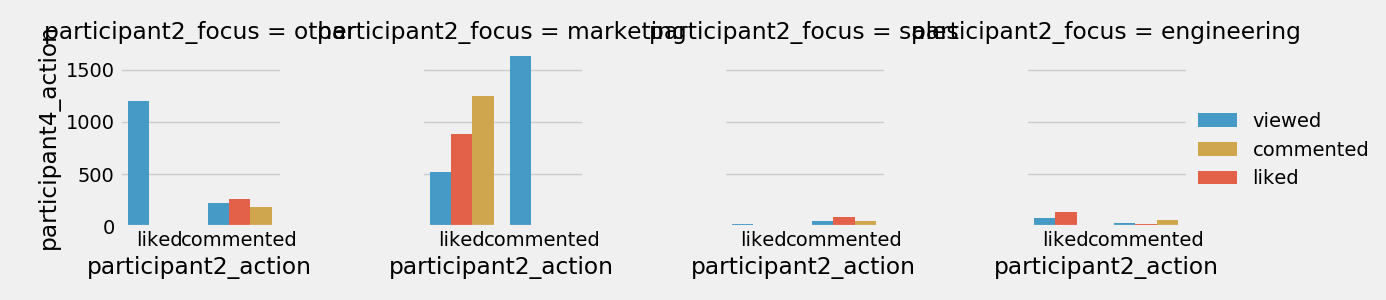 participant2_focus = other
participant2_focus = marketing
participant2_focus = sales
participant2_focus = engineering
participant4_action
1500
1000
500
0
liked commented
liked commented
liked commented
liked commented
participant2_action
participant2_action
participant2_action
participant2_action
viewed
commented
liked